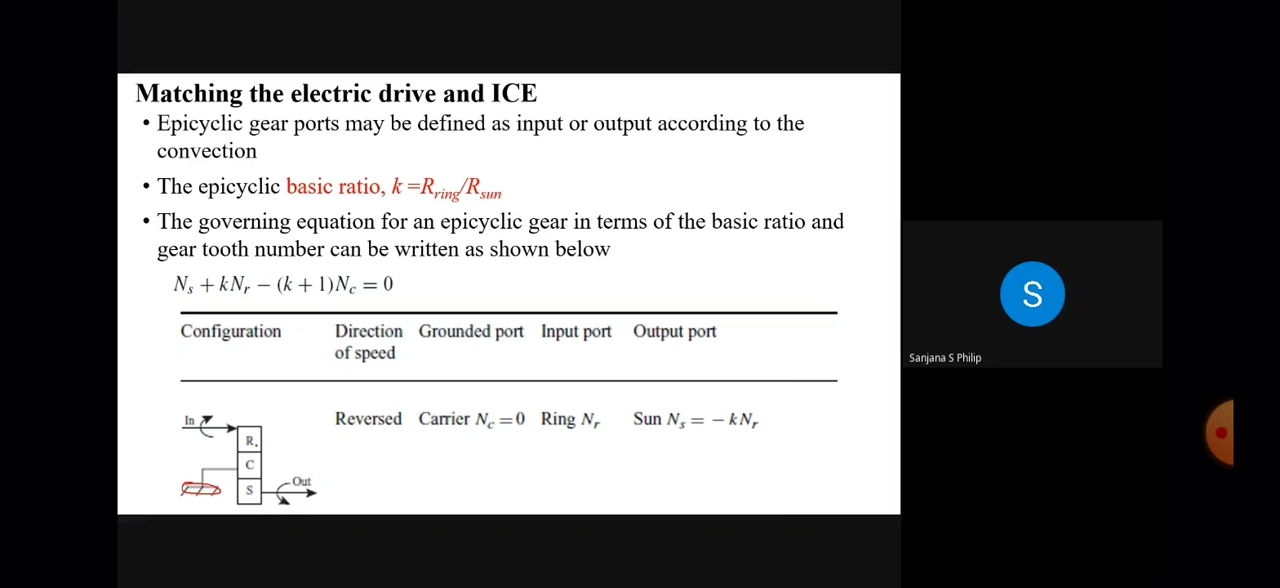 Matching the electric drive and ICE
• Epicyclic gear ports may be defined as input or output according to the
convection
• The epicyclic basic ratio, k =Rring/Rsun
• The governing equation for an epicyclic gear in terms of the basic ratio and
gear tooth number can be written as shown below
Ns + kNr − (k + 1)Nc = 0
Configuration Direction Grounded port Input port Output port
of speed
In
Reversed Carrier Nc = 0 Ring Nr Sun Ns = − kNr
R.
C
S
Out
S
Sanjana S Philip